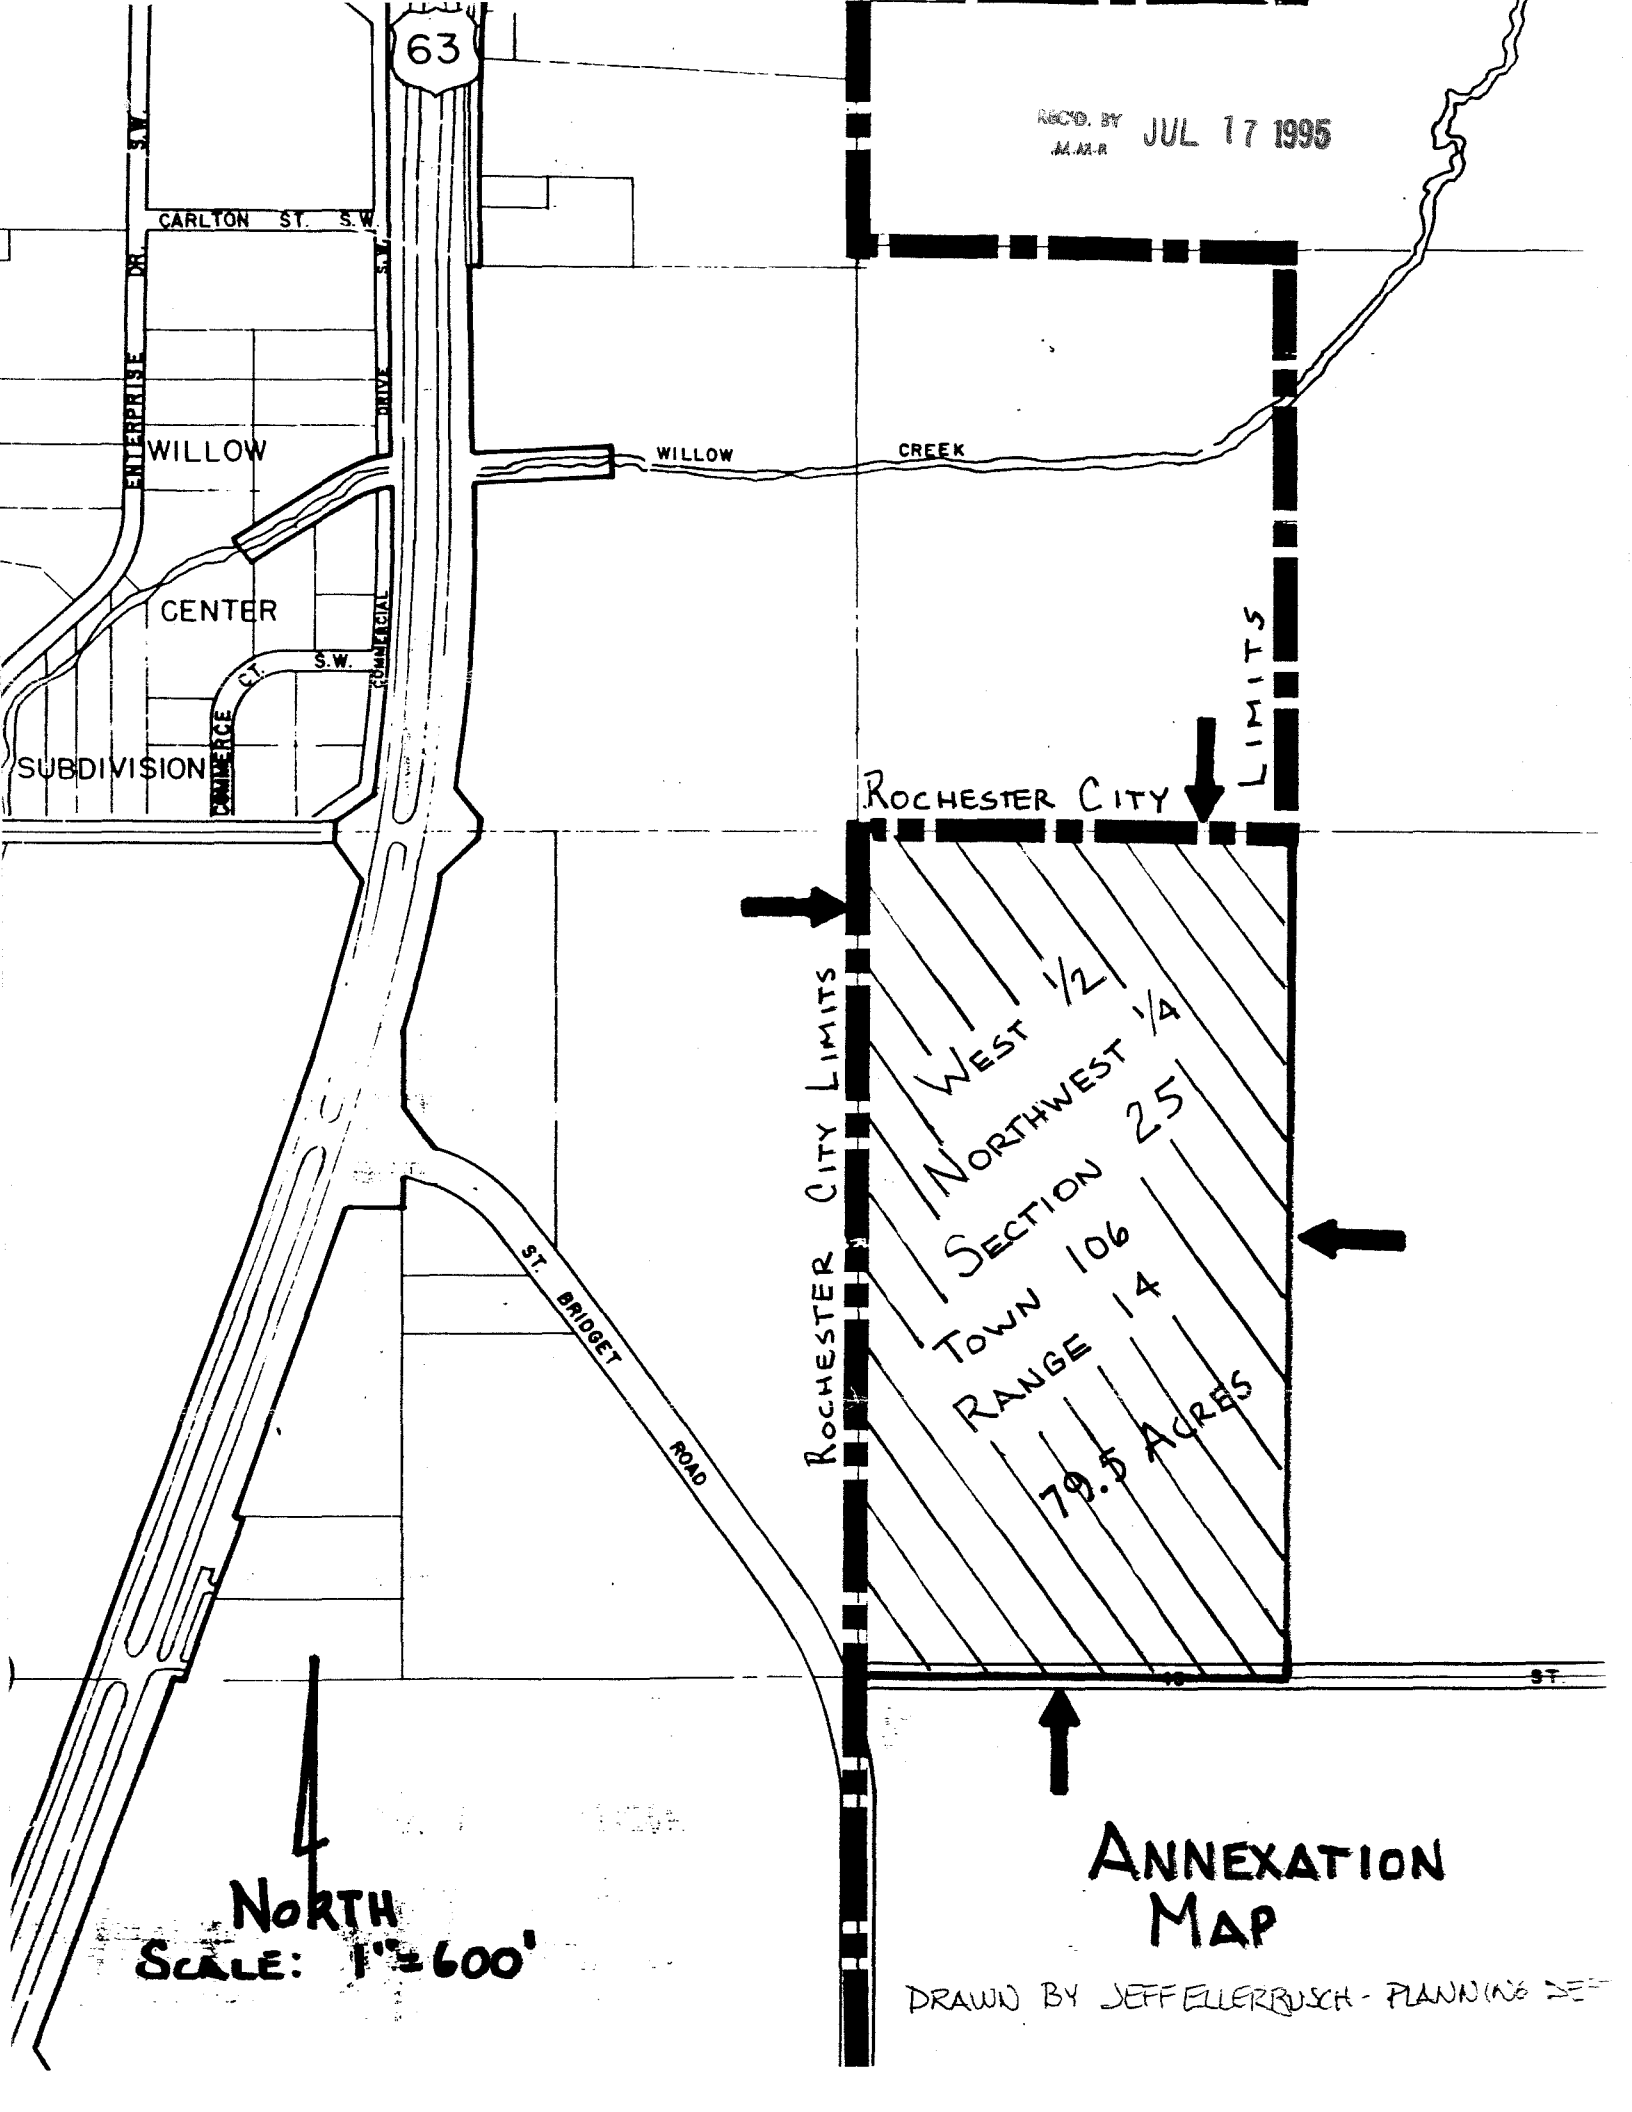 63
S.W.
REC'D. BY JUL 17 1995
CARLTON ST. S.W.
DR.
S.W.
ENTERPRISE
DRIVE
WILLOW
WILLOW CREEK
CENTER
COMMERCIAL
LIMITS
CT. S.W.
COMMERCE
SUBDIVISION
ROCHESTER CITY
ROCHESTER CITY LIMITS
WEST 1/2
NORTHWEST 1/4
SECTION 25
TOWN 106
RANGE 14
79.5 ACRES
ST. BRIDGET ROAD
ST.
NORTH
SCALE: 1"=600'
ANNEXATION
MAP
DRAWN BY JEFF ELLERBUSCH - PLANNING